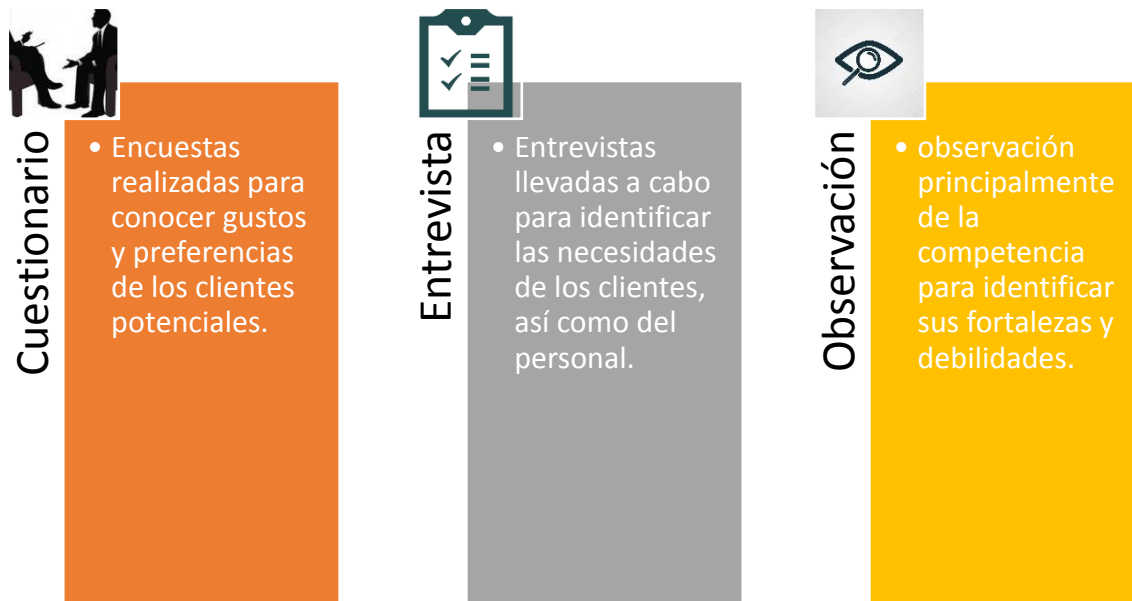 Cuestionario
• Encuestas
realizadas para
conocer gustos
y preferencias
de los clientes
potenciales.
Entrevista
• Entrevistas
llevadas a cabo
para identificar
las necesidades
de los clientes,
así como del
personal.
Observación
• observación
principalmente
de la
competencia
para identificar
sus fortalezas y
debilidades.